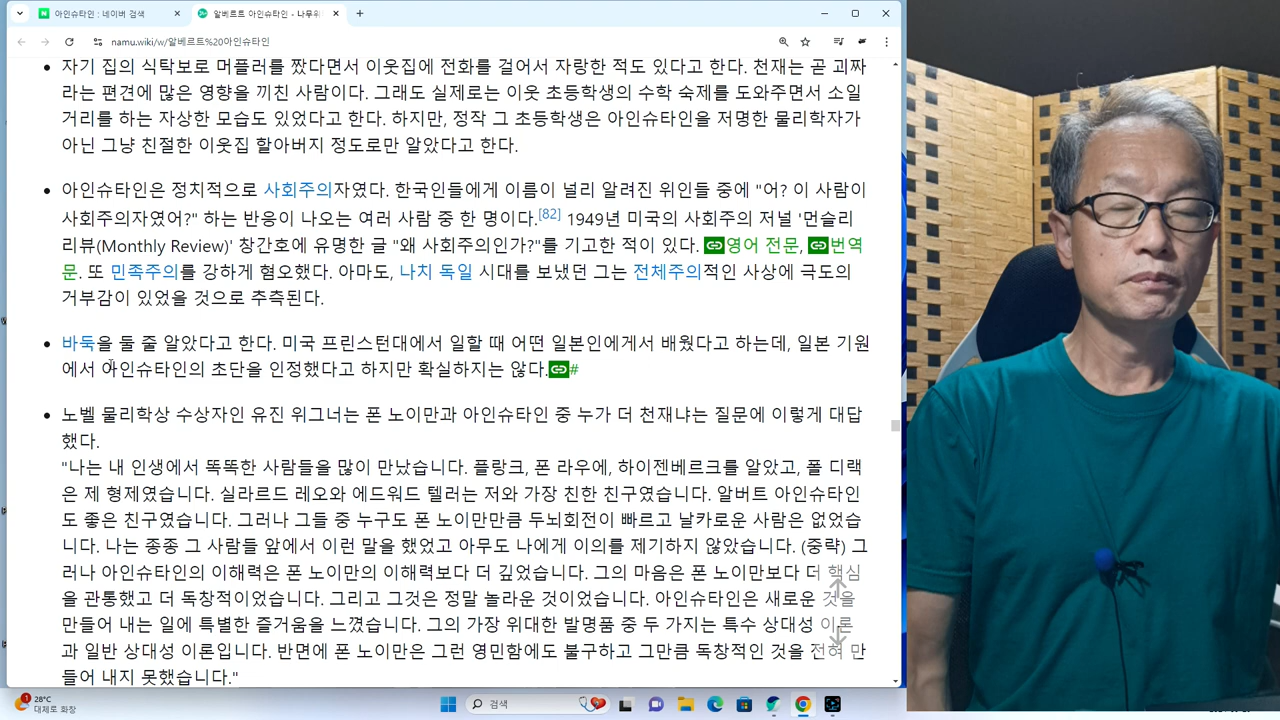 아인슈타인 : 네이버 검색
알베르트 아인슈타인 - 나무위
namu.wiki/w/알베르트%20아인슈타인
자기 집의 식탁보로 머플러를 짰다면서 이웃집에 전화를 걸어서 자랑한 적도 있다고 한다. 천재는 곧 괴짜
라는 편견에 많은 영향을 끼친 사람이다. 그래도 실제로는 이웃 초등학생의 수학 숙제를 도와주면서 소일
거리를 하는 자상한 모습도 있었다고 한다. 하지만, 정작 그 초등학생은 아인슈타인을 저명한 물리학자가
아닌 그냥 친절한 이웃집 할아버지 정도로만 알았다고 한다.
아인슈타인은 정치적으로 사회주의자였다. 한국인들에게 이름이 널리 알려진 위인들 중에 "어? 이 사람이
사회주의자였어?" 하는 반응이 나오는 여러 사람 중 한 명이다.[82] 1949년 미국의 사회주의 저널 '먼슬리
리뷰(Monthly Review)' 창간호에 유명한 글 "왜 사회주의인가?"를 기고한 적이 있다. 영어 전문, 번역
문. 또 민족주의를 강하게 혐오했다. 아마도, 나치 독일 시대를 보냈던 그는 전체주의적인 사상에 극도의
거부감이 있었을 것으로 추측된다.
바둑을 둘 줄 알았다고 한다. 미국 프린스턴대에서 일할 때 어떤 일본인에게서 배웠다고 하는데, 일본 기원
에서 아인슈타인의 초단을 인정했다고 하지만 확실하지는 않다.#
노벨 물리학상 수상자인 유진 위그너는 폰 노이만과 아인슈타인 중 누가 더 천재냐는 질문에 이렇게 대답
했다.
"나는 내 인생에서 똑똑한 사람들을 많이 만났습니다. 플랑크, 폰 라우에, 하이젠베르크를 알았고, 폴 디랙
은 제 형제였습니다. 실라르드 레오와 에드워드 텔러는 저와 가장 친한 친구였습니다. 알버트 아인슈타인
도 좋은 친구였습니다. 그러나 그들 중 누구도 폰 노이만만큼 두뇌회전이 빠르고 날카로운 사람은 없었습
니다. 나는 종종 그 사람들 앞에서 이런 말을 했었고 아무도 나에게 이의를 제기하지 않았습니다. (중략) 그
러나 아인슈타인의 이해력은 폰 노이만의 이해력보다 더 깊었습니다. 그의 마음은 폰 노이만보다 더 핵심
을 관통했고 더 독창적이었습니다. 그리고 그것은 정말 놀라운 것이었습니다. 아인슈타인은 새로운 것을
만들어 내는 일에 특별한 즐거움을 느꼈습니다. 그의 가장 위대한 발명품 중 두 가지는 특수 상대성 이론
과 일반 상대성 이론입니다. 반면에 폰 노이만은 그런 영민함에도 불구하고 그만큼 독창적인 것을 전혀 만
들어 내지 못했습니다."
1
28°C
대체로 화창
검색